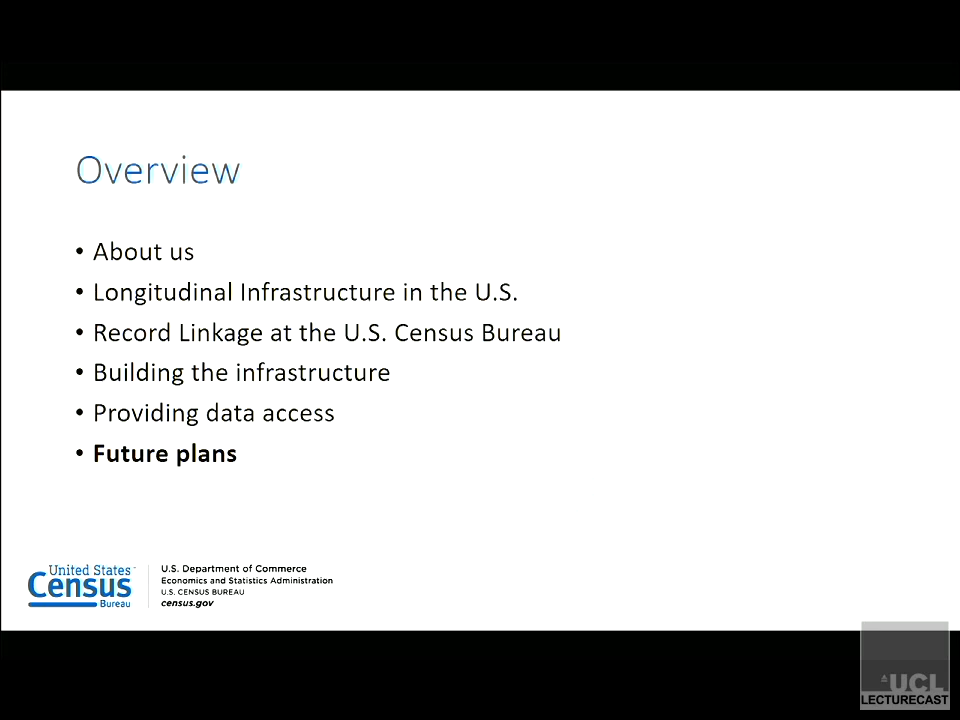 Overview
• About us
• Longitudinal Infrastructure in the U.S.
• Record Linkage at the U.S. Census Bureau
• Building the infrastructure
• Providing data access
• Future plans
United States
Census
Bureau
U.S. Department of Commerce
Economics and Statistics Administration
U.S. CENSUS BUREAU
census.gov
UCL
LECTURECAST